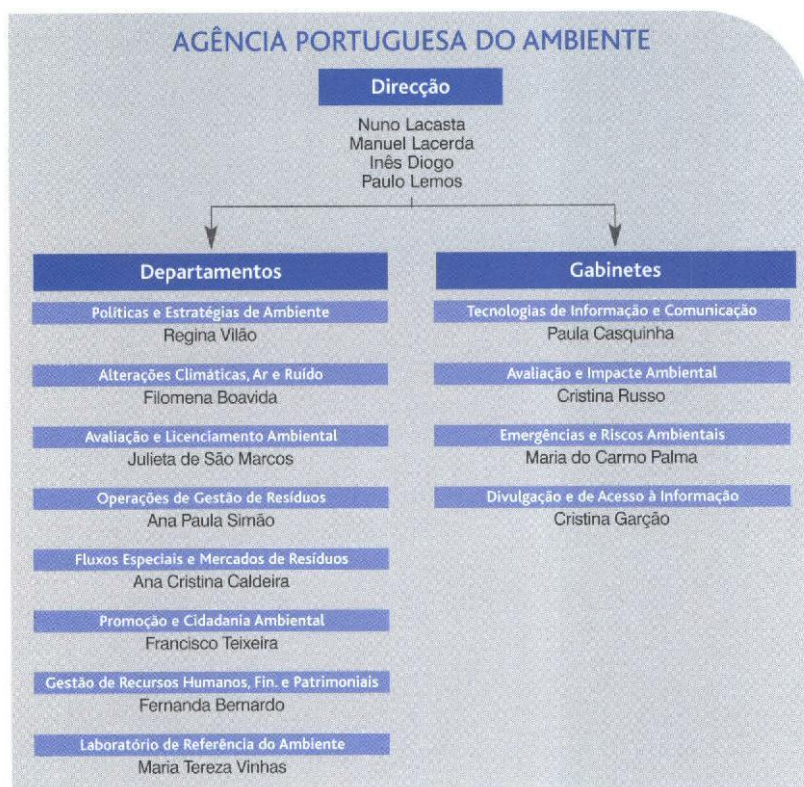 AGÊNCIA PORTUGUESA DO AMBIENTE
Direcção
Nuno Lacasta
Manuel Lacerda
Inês Diogo
Paulo Lemos
Departamentos
Políticas e Estratégias de Ambiente
Regina Vilão
Alterações Climáticas, Ar e Ruído
Filomena Boavida
Avaliação e Licenciamento Ambiental
Julieta de São Marcos
Operações de Gestão de Resíduos
Ana Paula Simão
Fluxos Especiais e Mercados de Resíduos
Ana Cristina Caldeira
Promoção e Cidadania Ambiental
Francisco Teixeira
Gestão de Recursos Humanos, Fin. e Patrimoniais
Fernanda Bernardo
Laboratório de Referência do Ambiente
Maria Tereza Vinhas
Gabinetes
Tecnologias de Informação e Comunicação
Paula Casquinha
Avaliação e Impacte Ambiental
Cristina Russo
Emergências e Riscos Ambientais
Maria do Carmo Palma
Divulgação e de Acesso à Informação
Cristina Garção